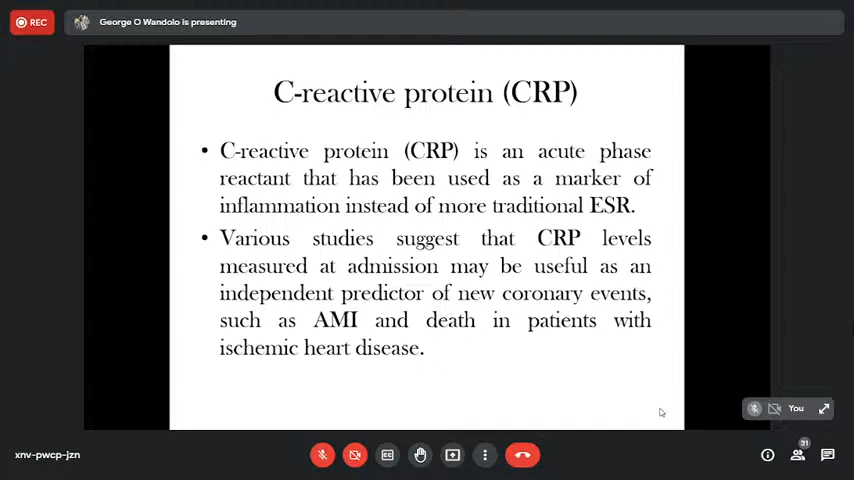 REC
George O Wandolo is presenting
C-reactive protein (CRP)
• C-reactive protein (CRP) is an acute phase
reactant that has been used as a marker of
inflammation instead of more traditional ESR.
• Various studies suggest that CRP levels
measured at admission may be useful as an
independent predictor of new coronary events,
such as AMI and death in patients with
ischemic heart disease.
You
31
xnv-pwcp-jzn